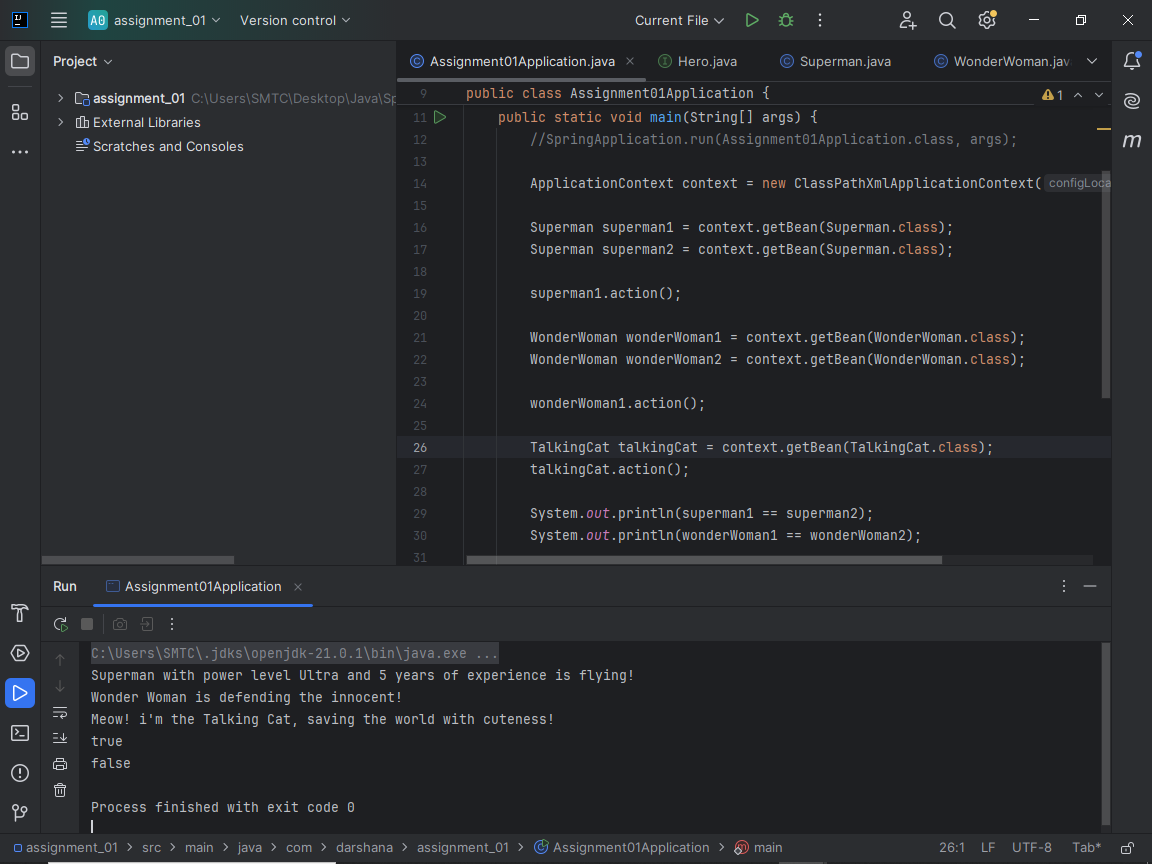 A0 assignment_01 Version control Current File
Project
Assignment01Application.java Hero.java Superman.java WonderWoman.jav
assignment_01 C:\Users\SMTC\Desktop\Java\Sp
External Libraries
Scratches and Consoles
9 public class Assignment01Application { 1
11 public static void main(String[] args) {
12 //SpringApplication.run(Assignment01Application.class, args);
13
14 ApplicationContext context = new ClassPathXmlApplicationContext( configLoca
15
16 Superman superman1 = context.getBean(Superman.class);
17 Superman superman2 = context.getBean(Superman.class);
18
19 superman1.action();
20
21 WonderWoman wonderWoman1 = context.getBean(WonderWoman.class);
22 WonderWoman wonderWoman2 = context.getBean(WonderWoman.class);
23
24 wonderWoman1.action();
25
26 TalkingCat talkingCat = context.getBean(TalkingCat.class);
27 talkingCat.action();
28
29 System.out.println(superman1 == superman2);
30 System.out.println(wonderWoman1 == wonderWoman2);
31
Run Assignment01Application
C:\Users\SMTC\.jdks\openjdk-21.0.1\bin\java.exe ...
Superman with power level Ultra and 5 years of experience is flying!
Wonder Woman is defending the innocent!
Meow! i'm the Talking Cat, saving the world with cuteness!
true
false
Process finished with exit code 0
assignment_01 > src > main > java > com > darshana > assignment_01 > Assignment01Application > main 26:1 LF UTF-8 Tab*